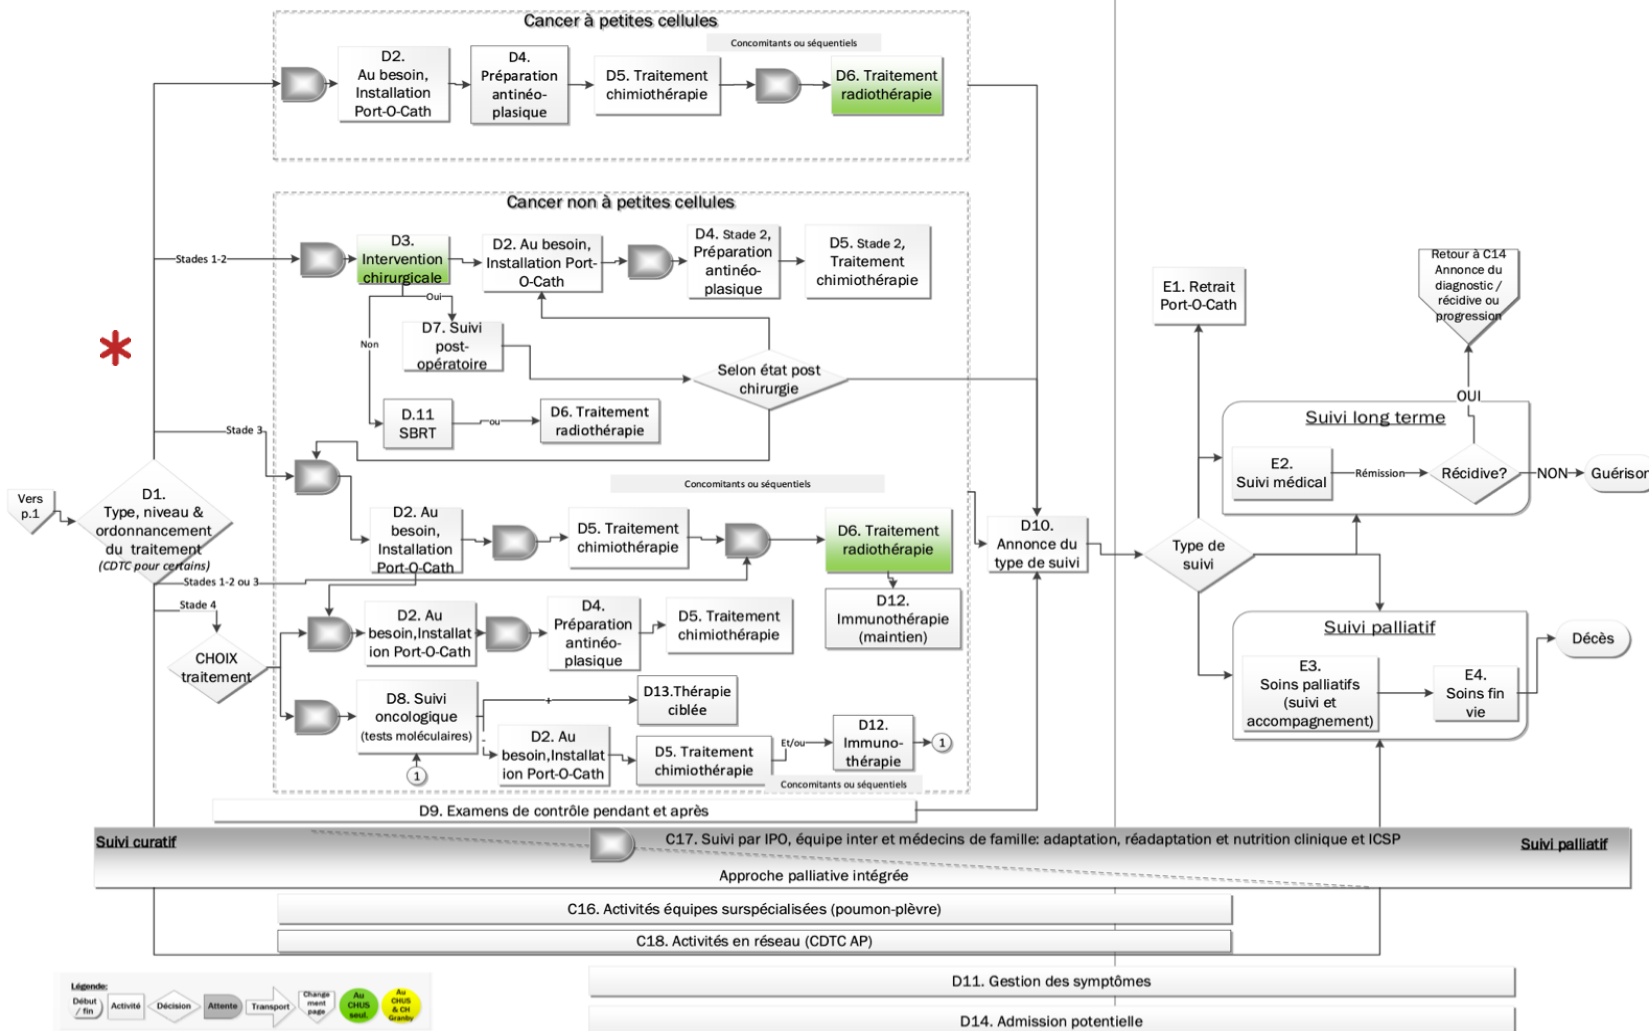 Cancer à petites cellules
Concomitants ou séquentiels
D2.
Au besoin,
Installation
Port-O-Cath
D4.
Préparation
antinéo-
plasique
D5. Traitement
chimiothérapie
D6. Traitement
radiothérapie
Cancer non à petites cellules
Stades 1-2
D3.
Intervention
chirurgicale
D2. Au besoin,
Installation Port-
O-Cath
D4. Stade 2,
Préparation
antinéo-
plasique
D5. Stade 2,
Traitement
chimiothérapie
Oui
Non
D7. Suivi
post-
opératoire
Selon état post
chirurgie
D.11
SBRT
ou
D6. Traitement
radiothérapie
Stade 3
Concomitants ou séquentiels
Vers
p.1
D1.
Type, niveau &
ordonnancement
du traitement
(CDTC pour certains)
D2. Au
besoin,
Installation
Port-O-Cath
D5. Traitement
chimiothérapie
D6. Traitement
radiothérapie
D12.
Immunothérapie
(maintien)
Stades 1-2 ou 3
Stade 4
CHOIX
traitement
D2. Au
besoin,Installat
ion Port-O-Cath
D4.
Préparation
antinéo-
plasique
D5. Traitement
chimiothérapie
D8. Suivi
oncologique
(tests moléculaires)
+
-
D13.Thérapie
ciblée
1
D2. Au
besoin,Installat
ion Port-O-Cath
D5. Traitement
chimiothérapie
Et/ou
D12.
Immuno-
thérapie
1
Concomitants ou séquentiels
D10.
Annonce du
type de suivi
Type de
suivi
E1. Retrait
Port-O-Cath
Retour à C14
Annonce du
diagnostic /
récidive ou
progression
OUI
Suivi long terme
E2.
Suivi médical
Rémission
Récidive?
NON
Guérison
Suivi palliatif
E3.
Soins palliatifs
(suivi et
accompagnement)
E4.
Soins fin
vie
Décès
D9. Examens de contrôle pendant et après
Suivi curatif
C17. Suivi par IPO, équipe inter et médecins de famille: adaptation, réadaptation et nutrition clinique et ICSP
Suivi palliatif
Approche palliative intégrée
C16. Activités équipes surspécialisées (poumon-plèvre)
C18. Activités en réseau (CDTC AP)
D11. Gestion des symptômes
D14. Admission potentielle
Légende:
Début
/ fin
Activité
Décision
Attente
Transport
Change
ment
page
Au
CHUS
seul.
Au
CHUS
& CH
Granby